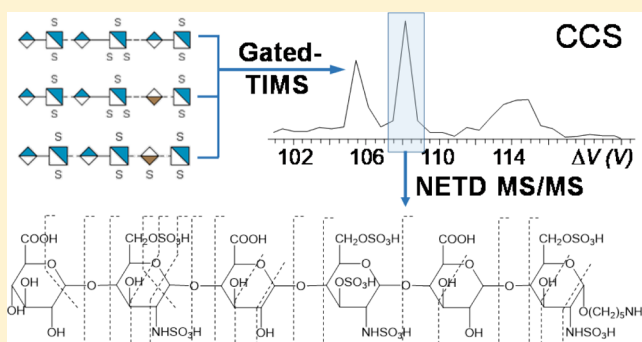 S S S
S S S
Gated-
TIMS
CCS
S S S
S S S
S S
S S S
102 106 110 114 ΔV (V)
NETD MS/MS
COOH CH2OSO3H COOH CH2OSO3H COOH CH2OSO3H
O O O O O O
OH OH OH OSO3H OH OH
OH O O O O O O(CH2)5NH
OH NHSO3H OH NHSO3H OH NHSO3H